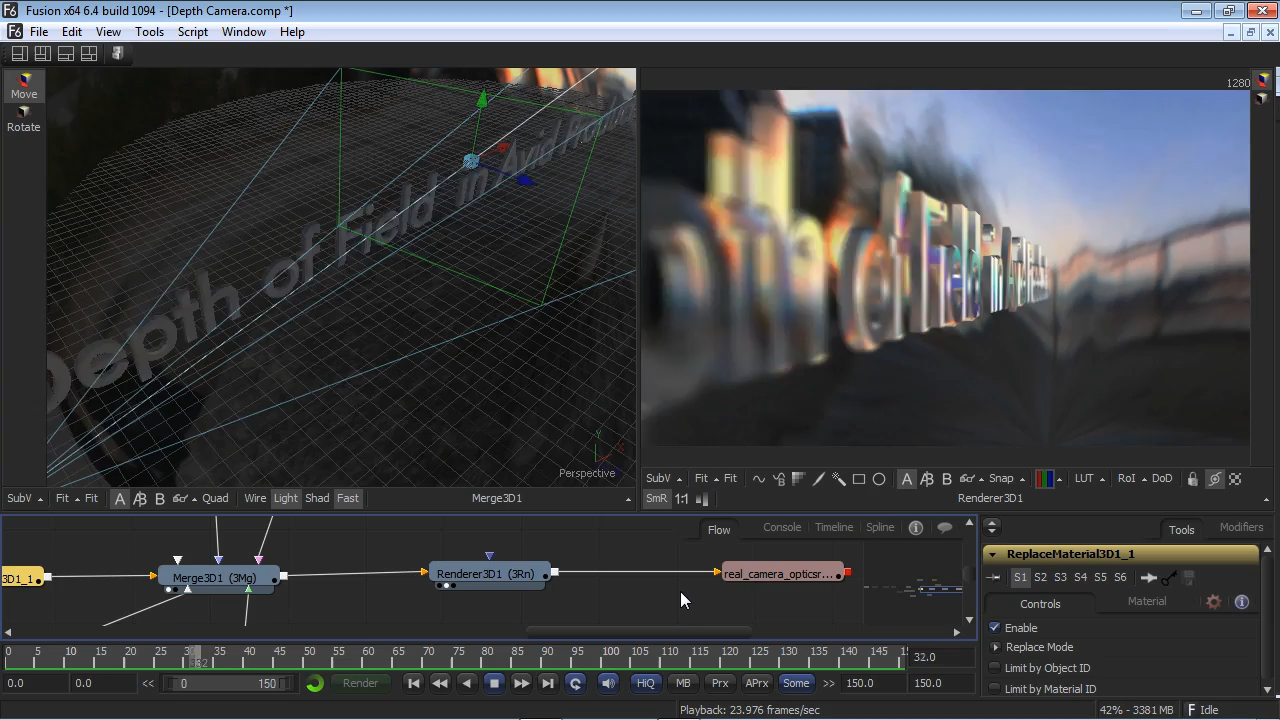 Fusion x64 6.4 build 1094 - [Depth Camera.comp *]
File Edit View Tools Script Window Help
Move
Rotate
Depth of Field in Avid
Perspective
1280
SubV Fit Fit A B Quad Wire Light Shad Fast Merge3D1
SubV Fit Fit A B Snap LUT RoI DoD
SmR 1:1 Renderer3D1
Flow Console Timeline Spline
3D1_1 Merge3D1 (3Mg) Renderer3D1 (3Rn) real_camera_opticsr...
Tools Modifiers
ReplaceMaterial3D1_1
S1 S2 S3 S4 S5 S6
Controls Material
Enable
Replace Mode
Limit by Object ID
Limit by Material ID
0 5 10 15 20 25 30 35 40 45 50 55 60 65 70 75 80 85 90 95 100 105 110 115 120 125 130 135 140 145 15 32.0
0.0 0.0 << 0 150 Render HiQ MB Prx APrx Some >> 150.0 150.0
Playback: 23.976 frames/sec 42% - 3381 MB Idle